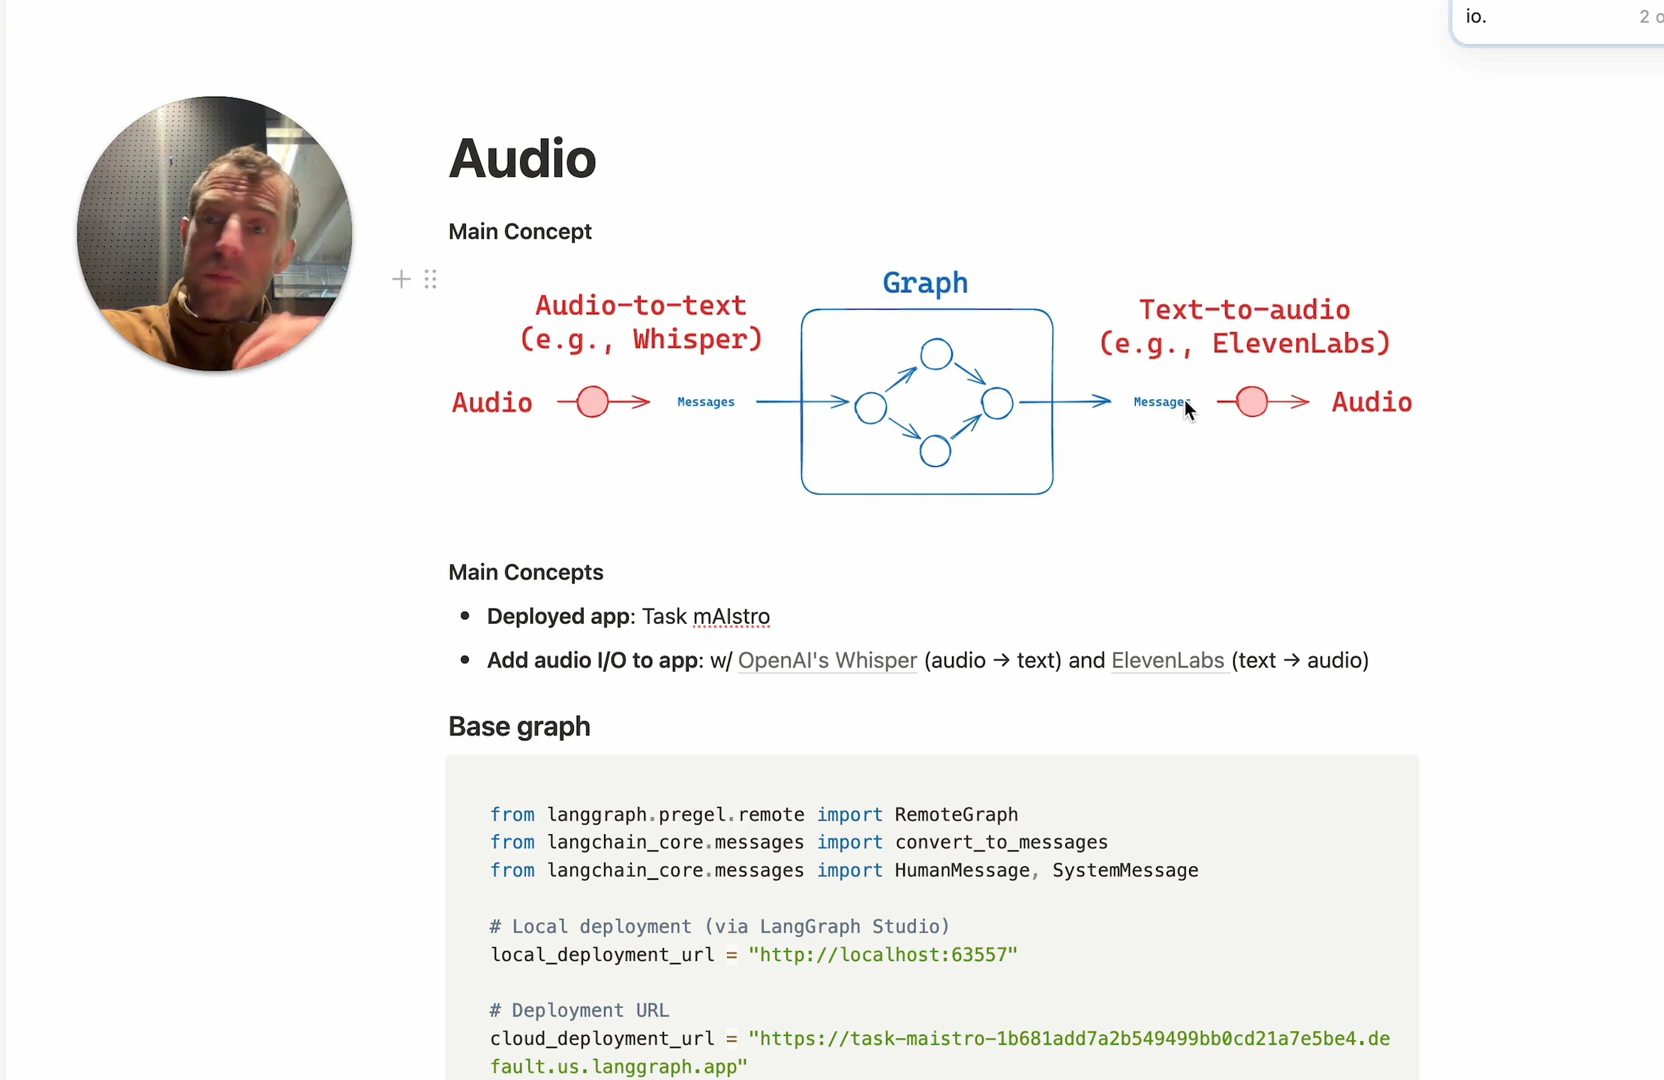 io.
2 o
Audio
Main Concept
Graph
Audio-to-text
(e.g., Whisper)
Text-to-audio
(e.g., ElevenLabs)
Audio
Messages
Messages
Audio
Main Concepts
Deployed app: Task mAIstro
Add audio I/O to app: w/ OpenAI's Whisper (audio → text) and ElevenLabs (text → audio)
Base graph
from langgraph.pregel.remote import RemoteGraph
from langchain_core.messages import convert_to_messages
from langchain_core.messages import HumanMessage, SystemMessage
# Local deployment (via LangGraph Studio)
local_deployment_url = "http://localhost:63557"
# Deployment URL
cloud_deployment_url = "https://task-maistro-1b681add7a2b549499bb0cd21a7e5be4.de
fault.us.langgraph.app"